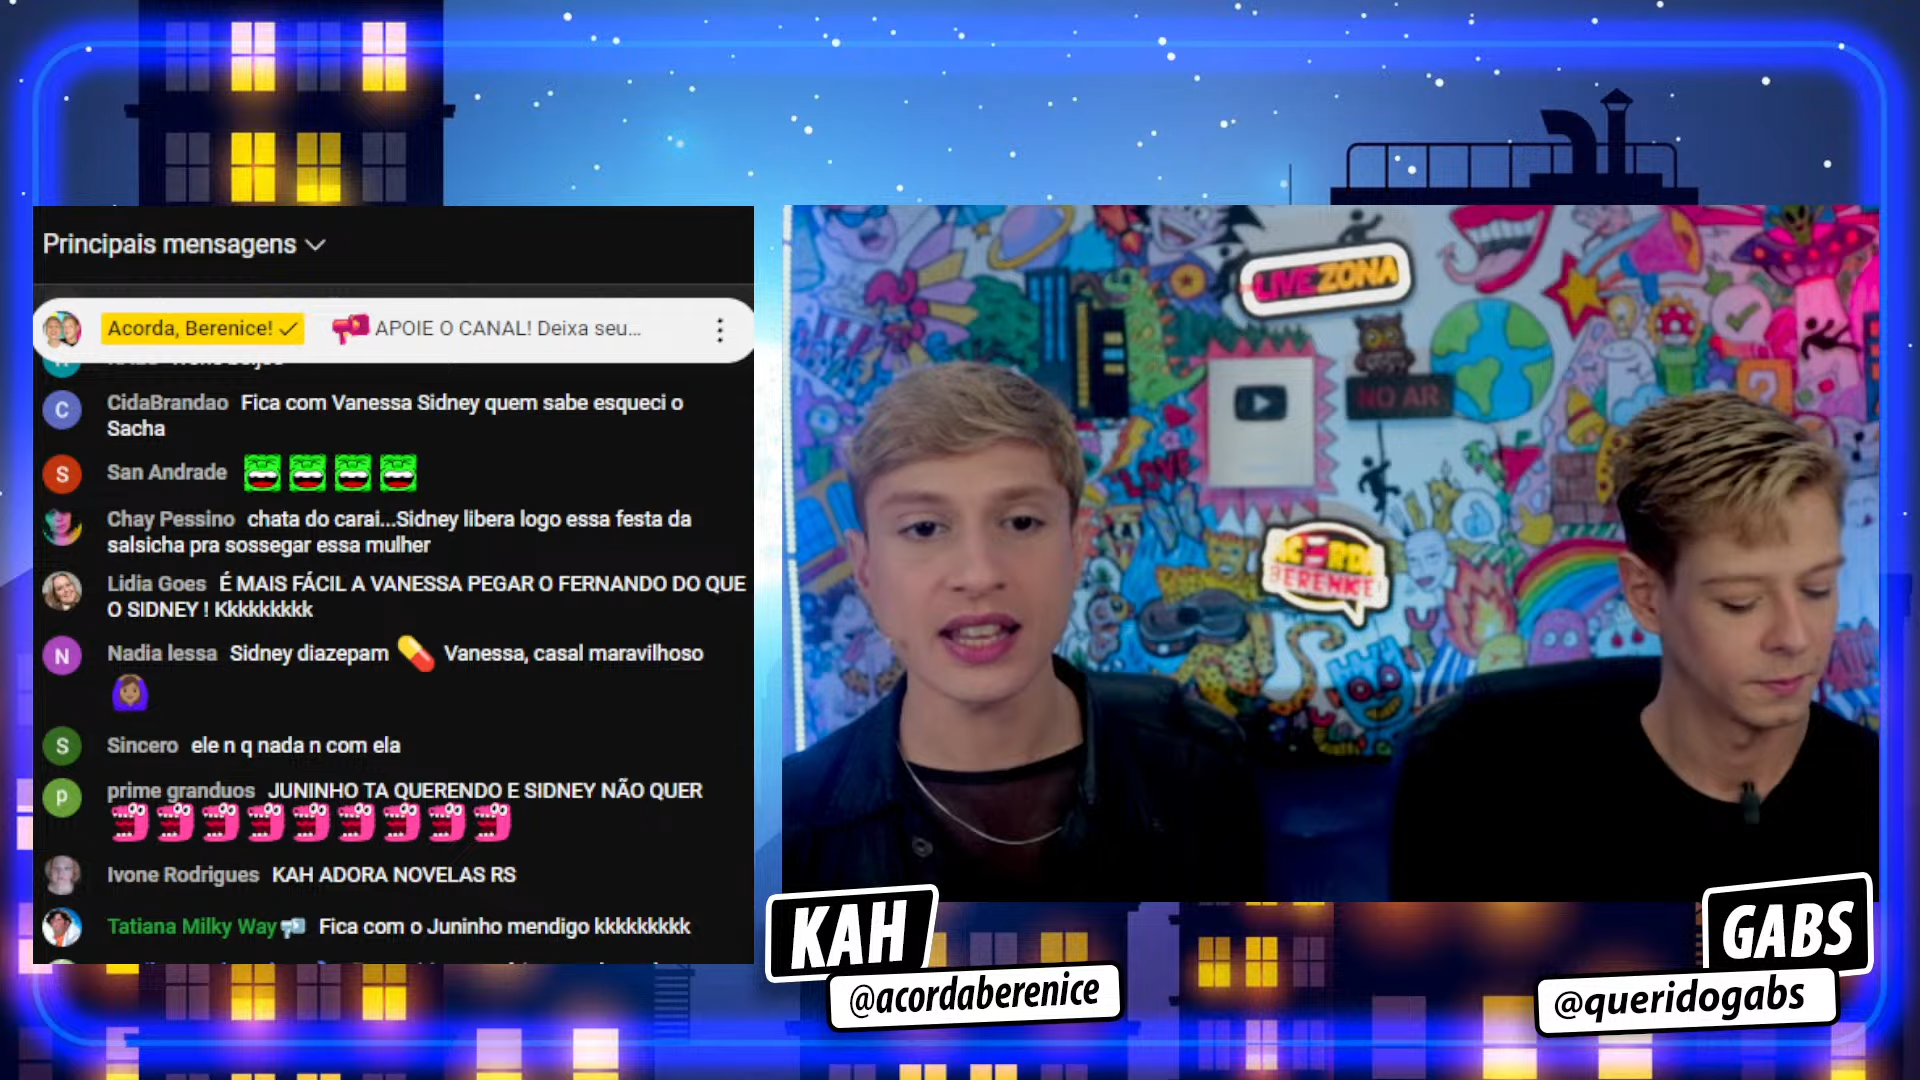 Principais mensagens
Acorda, Berenice! ✓ APOIE O CANAL! Deixa seu...
CidaBrandao Fica com Vanessa Sidney quem sabe esqueci o
Sacha
San Andrade
Chay Pessino chata do carai...Sidney libera logo essa festa da
salsicha pra sossegar essa mulher
Lidia Goes É MAIS FÁCIL A VANESSA PEGAR O FERNANDO DO QUE
O SIDNEY ! Kkkkkkkkk
Nadia lessa Sidney diazepam 💊 Vanessa, casal maravilhoso
Sincero ele n q nada n com ela
prime granduos JUNINHO TA QUERENDO E SIDNEY NÃO QUER
Ivone Rodrigues KAH ADORA NOVELAS RS
Tatiana Milky Way Fica com o Juninho mendigo kkkkkkkkk
C
S
N
S
P
LIVEZONA
NO AR
LOVE
ACORDA
BERENICE!
KAH
@acordaberenice
GABS
@queridogabs